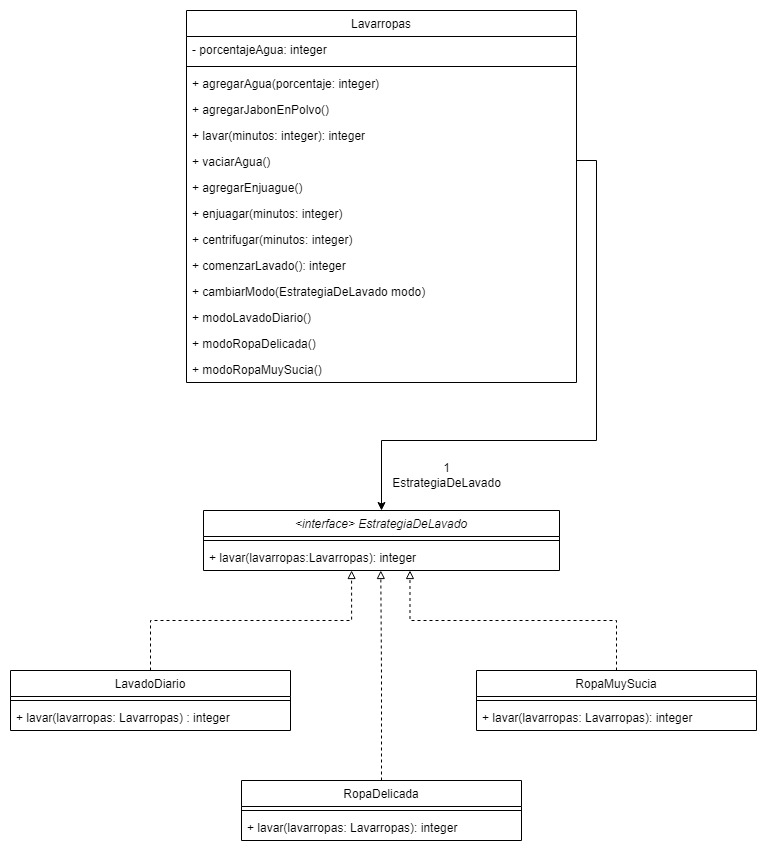 Lavarropas
- porcentajeAgua: integer
+ agregarAgua(porcentaje: integer)
+ agregarJabonEnPolvo()
+ lavar(minutos: integer): integer
+ vaciarAgua()
+ agregarEnjuague()
+ enjuagar(minutos: integer)
+ centrifugar(minutos: integer)
+ comenzarLavado(): integer
+ cambiarModo(EstrategiaDeLavado modo)
+ modoLavadoDiario()
+ modoRopaDelicada()
+ modoRopaMuySucia()
1
EstrategiaDeLavado
<interface> EstrategiaDeLavado
+ lavar(lavarropas:Lavarropas): integer
LavadoDiario
+ lavar(lavarropas: Lavarropas) : integer
RopaMuySucia
+ lavar(lavarropas: Lavarropas): integer
RopaDelicada
+ lavar(lavarropas: Lavarropas): integer